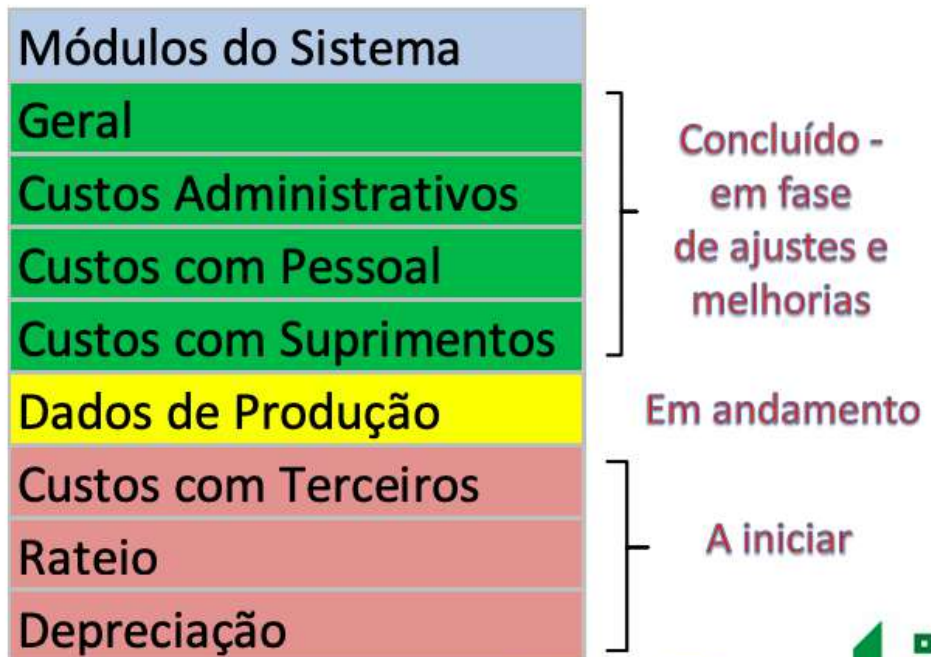 Módulos do Sistema
Geral
Custos Administrativos
Custos com Pessoal
Custos com Suprimentos
Dados de Produção
Custos com Terceiros
Rateio
Depreciação
Concluído -
em fase
de ajustes e
melhorias
Em andamento
A iniciar